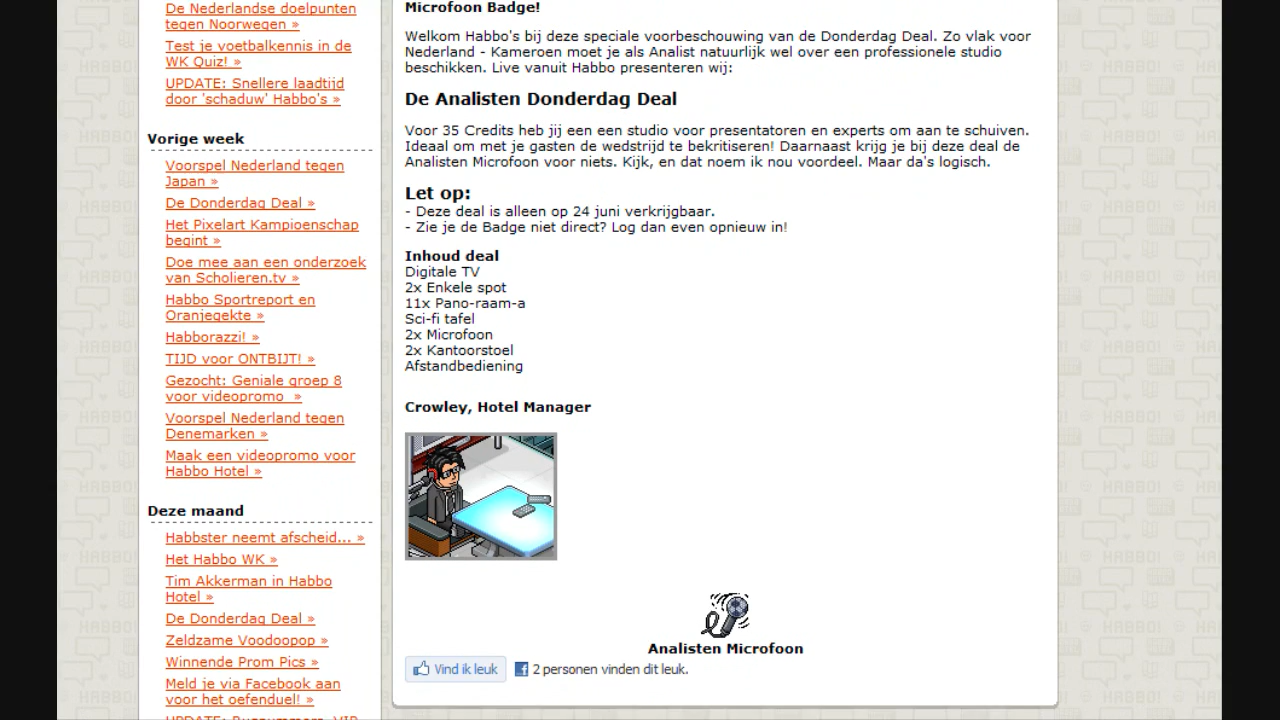 De Nederlandse doelpunten
tegen Noorwegen »
Test je voetbalkennis in de
WK Quiz! »
UPDATE: Snellere laadtijd
door 'schaduw' Habbo's »
Vorige week
Voorspel Nederland tegen
Japan »
De Donderdag Deal »
Het Pixelart Kampioenschap
begint »
Doe mee aan een onderzoek
van Scholieren.tv »
Habbo Sportreport en
Oranjegekte »
Habborazzi! »
TIJD voor ONTBIJT! »
Gezocht: Geniale groep 8
voor videopromo »
Voorspel Nederland tegen
Denemarken »
Maak een videopromo voor
Habbo Hotel »
Deze maand
Habbster neemt afscheid... »
Het Habbo WK »
Tim Akkerman in Habbo
Hotel »
De Donderdag Deal »
Zeldzame Voodoopop »
Winnende Prom Pics »
Meld je via Facebook aan
voor het oefenduel! »
Microfoon Badge!
Welkom Habbo's bij deze speciale voorbeschouwing van de Donderdag Deal. Zo vlak voor
Nederland - Kameroen moet je als Analist natuurlijk wel over een professionele studio
beschikken. Live vanuit Habbo presenteren wij:
De Analisten Donderdag Deal
Voor 35 Credits heb jij een een studio voor presentatoren en experts om aan te schuiven.
Ideaal om met je gasten de wedstrijd te bekritiseren! Daarnaast krijg je bij deze deal de
Analisten Microfoon voor niets. Kijk, en dat noem ik nou voordeel. Maar da's logisch.
Let op:
- Deze deal is alleen op 24 juni verkrijgbaar.
- Zie je de Badge niet direct? Log dan even opnieuw in!
Inhoud deal
Digitale TV
2x Enkele spot
11x Pano-raam-a
Sci-fi tafel
2x Microfoon
2x Kantoorstoel
Afstandbediening
Crowley, Hotel Manager
Analisten Microfoon
Vind ik leuk
2 personen vinden dit leuk.